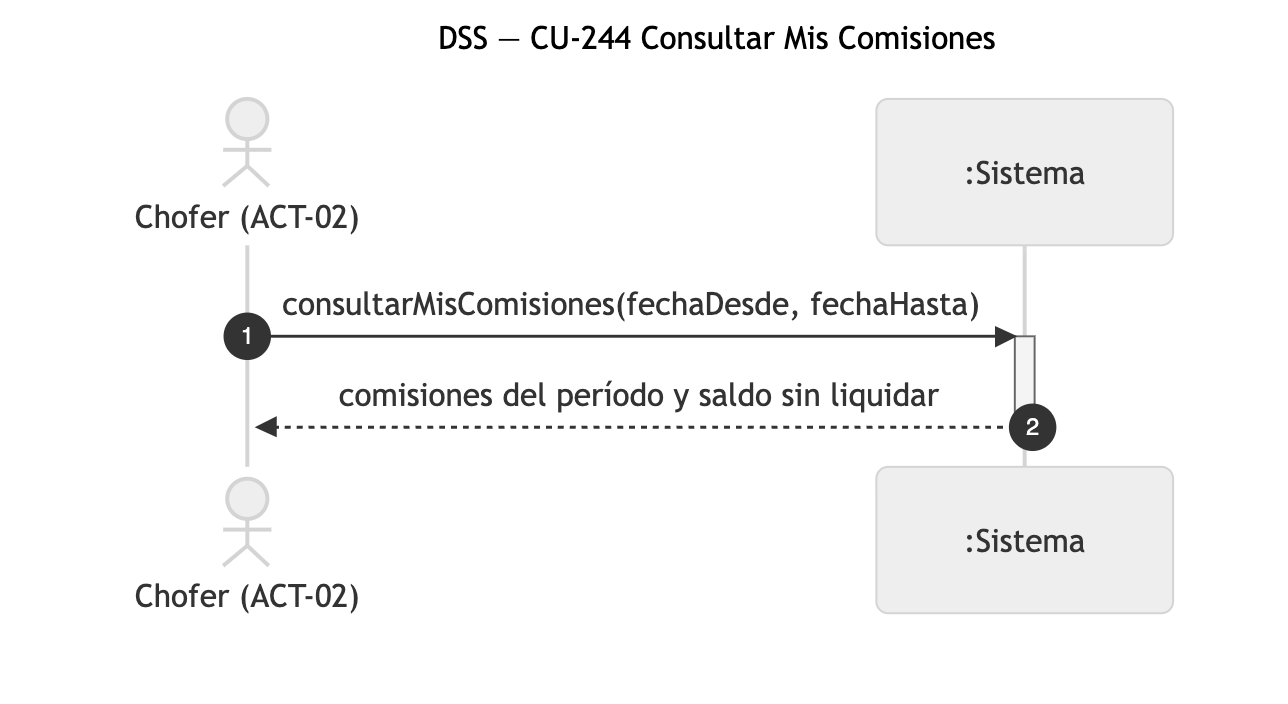 DSS — CU-244 Consultar Mis Comisiones
Chofer (ACT-02)
:Sistema
consultarMisComisiones(fechaDesde, fechaHasta)
1
comisiones del período y saldo sin liquidar
2
Chofer (ACT-02)
:Sistema